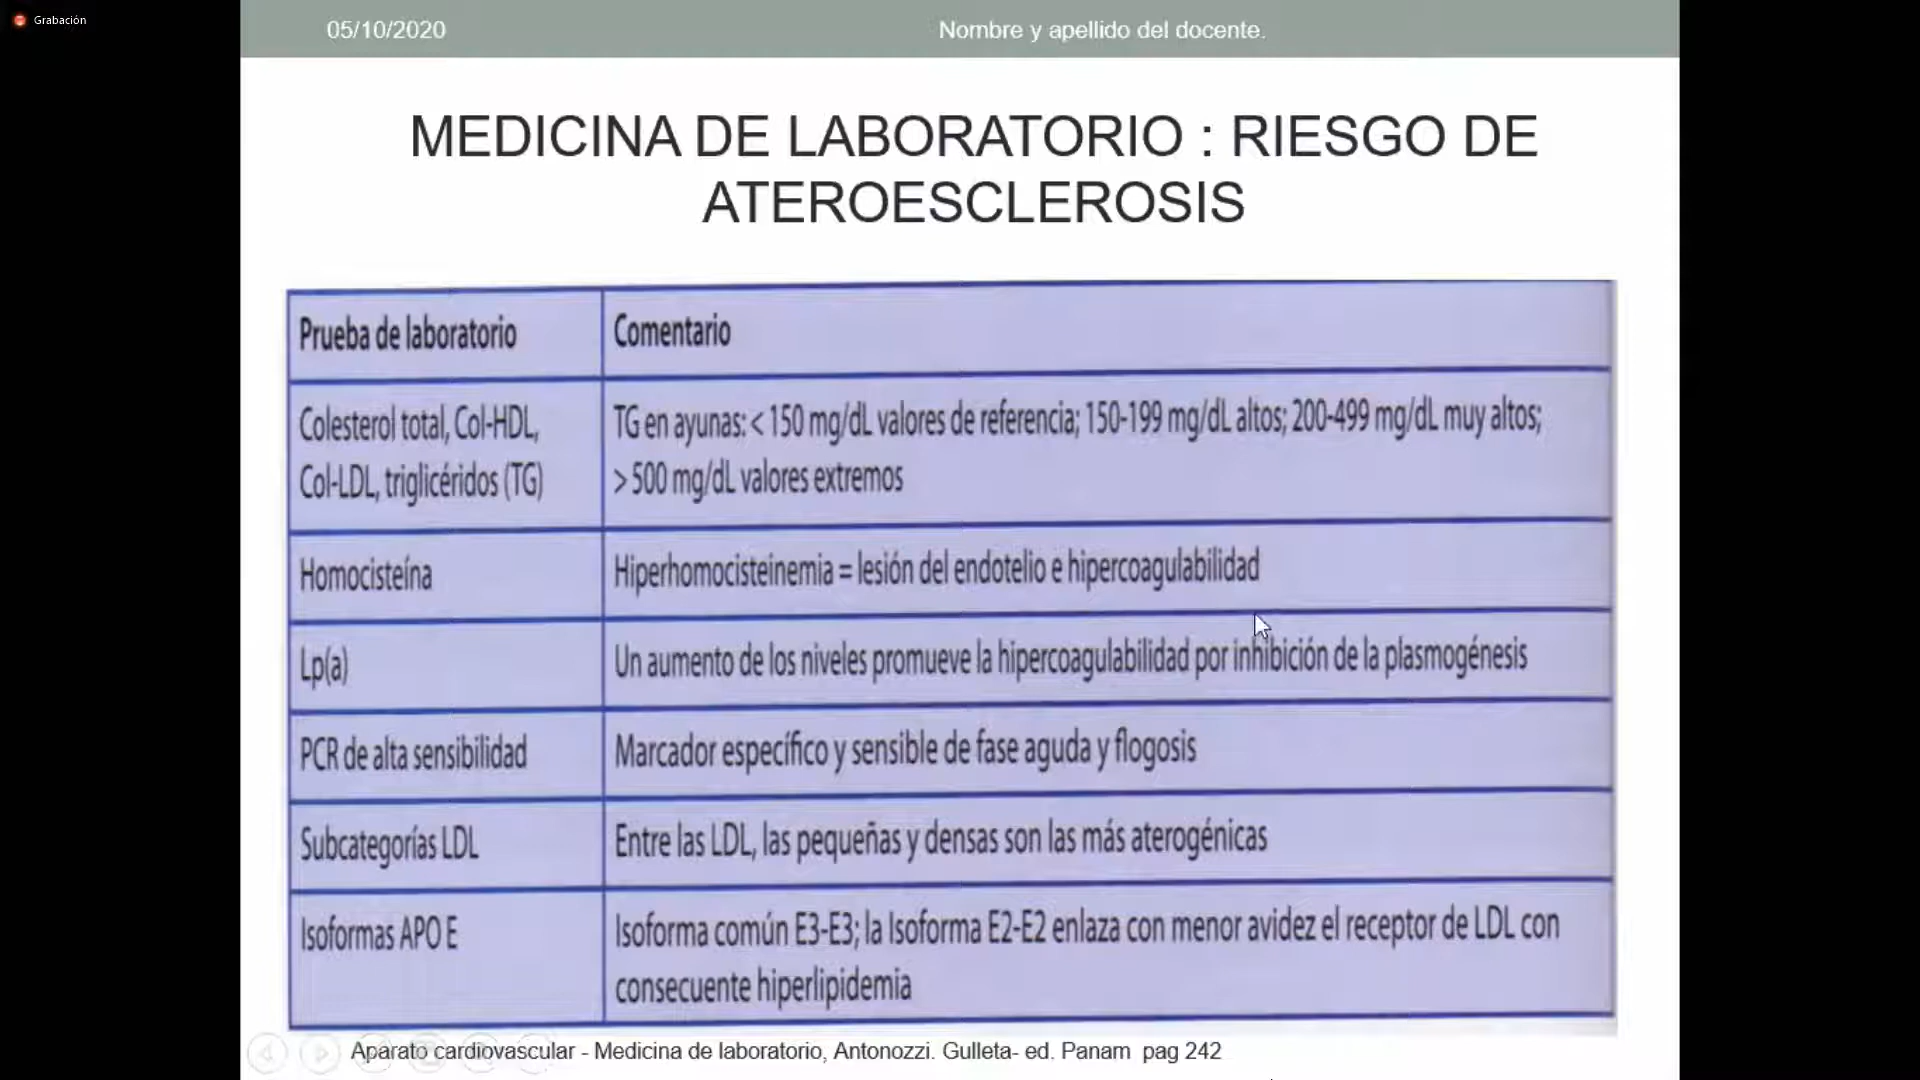 Grabación
05/10/2020
Nombre y apellido del docente.
MEDICINA DE LABORATORIO : RIESGO DE
ATEROESCLEROSIS
Prueba de laboratorio
Comentario
Colesterol total, Col-HDL,
Col-LDL, triglicéridos (TG)
TG en ayunas: < 150 mg/dL valores de referencia; 150-199 mg/dL altos; 200-499 mg/dL muy altos;
> 500 mg/dL valores extremos
Homocisteína
Hiperhomocisteinemia = lesión del endotelio e hipercoagulabilidad
Lp(a)
Un aumento de los niveles promueve la hipercoagulabilidad por inhibición de la plasmogénesis
PCR de alta sensibilidad
Marcador específico y sensible de fase aguda y flogosis
Subcategorías LDL
Entre las LDL, las pequeñas y densas son las más aterogénicas
Isoformas APO E
Isoforma común E3-E3; la Isoforma E2-E2 enlaza con menor avidez el receptor de LDL con
consecuente hiperlipidemia
Aparato cardiovascular - Medicina de laboratorio, Antonozzi. Gulleta- ed. Panam pag 242